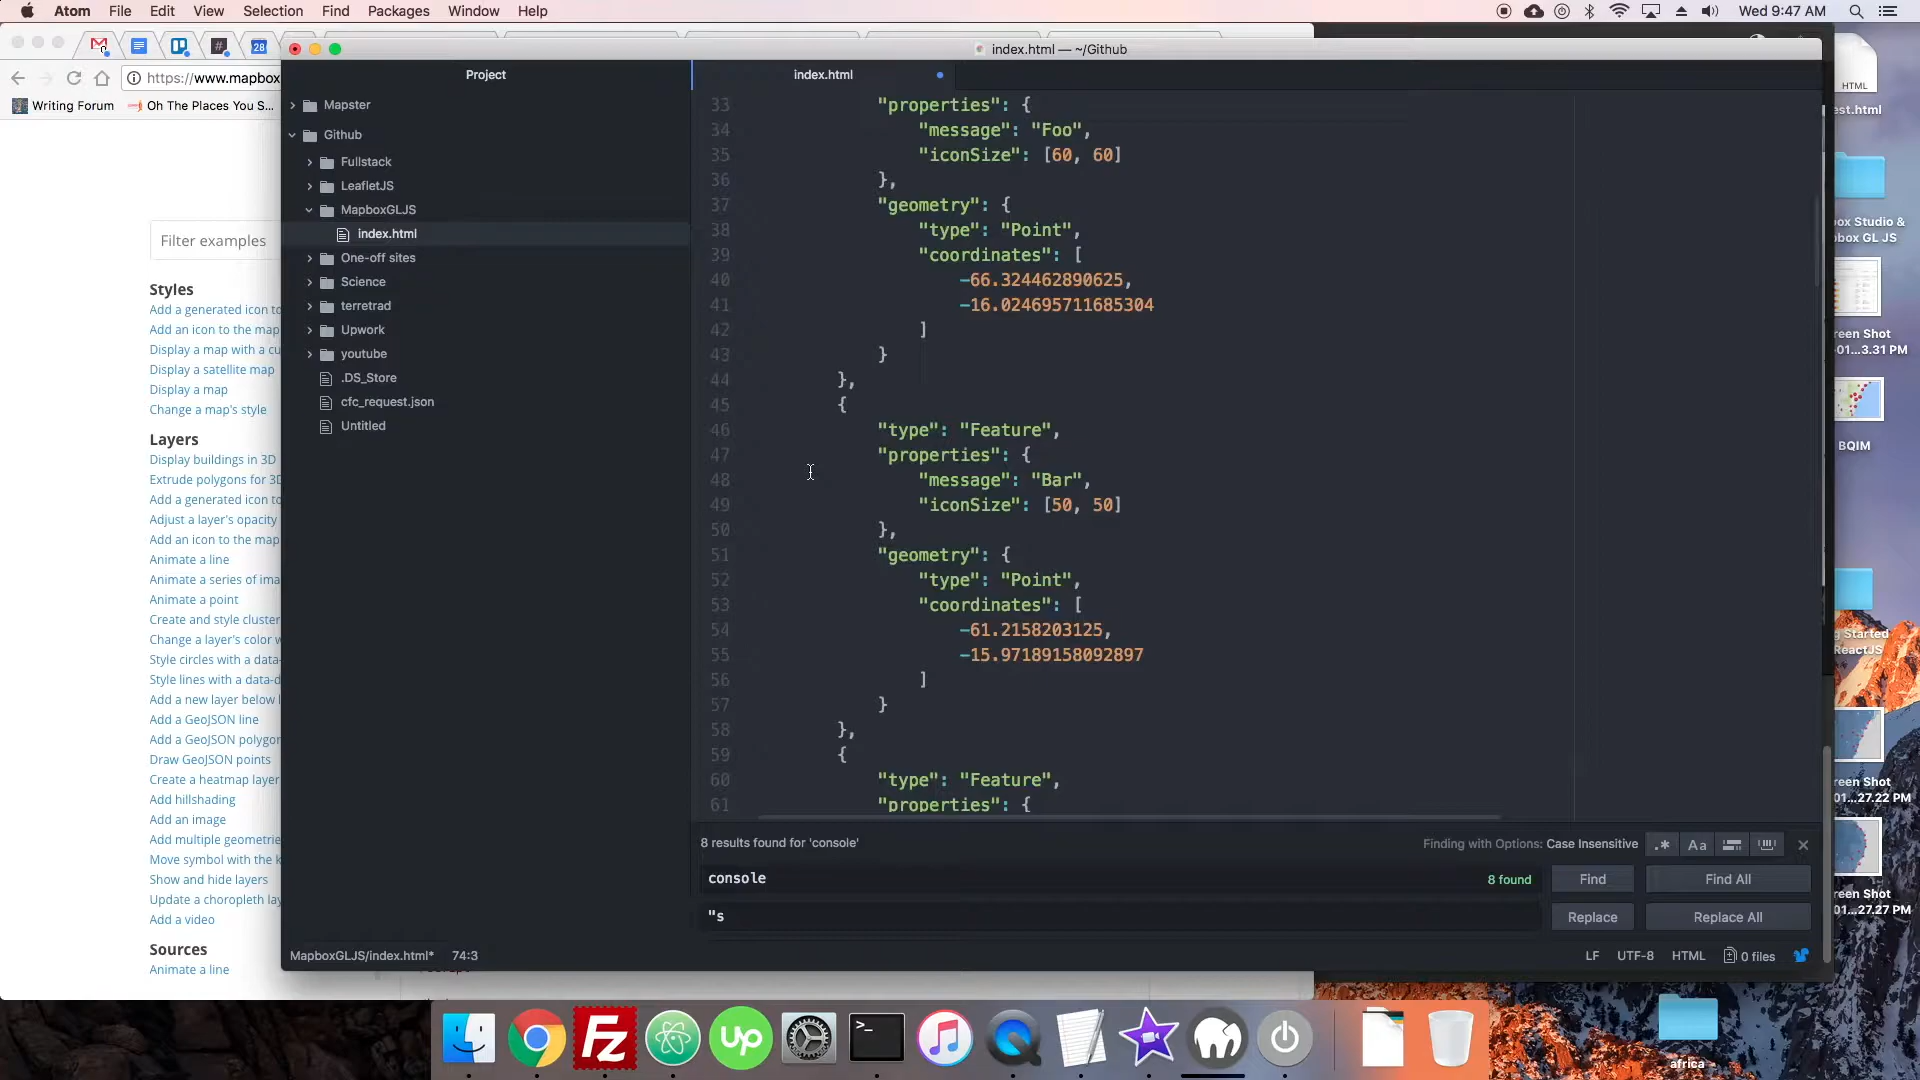 Atom File Edit View Selection Find Packages Window Help
Wed 9:47 AM
28
index.html — ~/Github
https://www.mapbox
Writing Forum
Oh The Places You S...
Project
index.html
Mapster
Github
Fullstack
LeafletJS
MapboxGLJS
index.html
One-off sites
Science
terretrad
Upwork
youtube
.DS_Store
cfc_request.json
Untitled
Filter examples
Styles
Add a generated icon to
Add an icon to the map
Display a map with a cu
Display a satellite map
Display a map
Change a map's style
Layers
Display buildings in 3D
Extrude polygons for 3D
Add a generated icon to
Adjust a layer's opacity
Add an icon to the map
Animate a line
Animate a series of ima
Animate a point
Create and style cluster
Change a layer's color w
Style circles with a data-
Style lines with a data-d
Add a new layer below l
Add a GeoJSON line
Add a GeoJSON polygon
Draw GeoJSON points
Create a heatmap layer
Add hillshading
Add an image
Add multiple geometrie
Move symbol with the k
Show and hide layers
Update a choropleth lay
Add a video
Sources
Animate a line
33 "properties": {
34 "message": "Foo",
35 "iconSize": [60, 60]
36 },
37 "geometry": {
38 "type": "Point",
39 "coordinates": [
40 -66.324462890625,
41 -16.024695711685304
42 ]
43 }
44 },
45 {
46 "type": "Feature",
47 "properties": {
48 "message": "Bar",
49 "iconSize": [50, 50]
50 },
51 "geometry": {
52 "type": "Point",
53 "coordinates": [
54 -61.2158203125,
55 -15.97189158092897
56 ]
57 }
58 },
59 {
60 "type": "Feature",
61 "properties": {
8 results found for 'console'
Finding with Options: Case Insensitive
.* Aa
console
8 found
Find
Find All
"s
Replace
Replace All
MapboxGLJS/index.html* 74:3
LF UTF-8 HTML 0 files
HTML
est.html
ox Studio &
box GL JS
reen Shot
-01...3.31 PM
BQIM
g Started
ReactJS
reen Shot
-01...27.22 PM
reen Shot
-01...27.27 PM
africa
Fz
up
>_